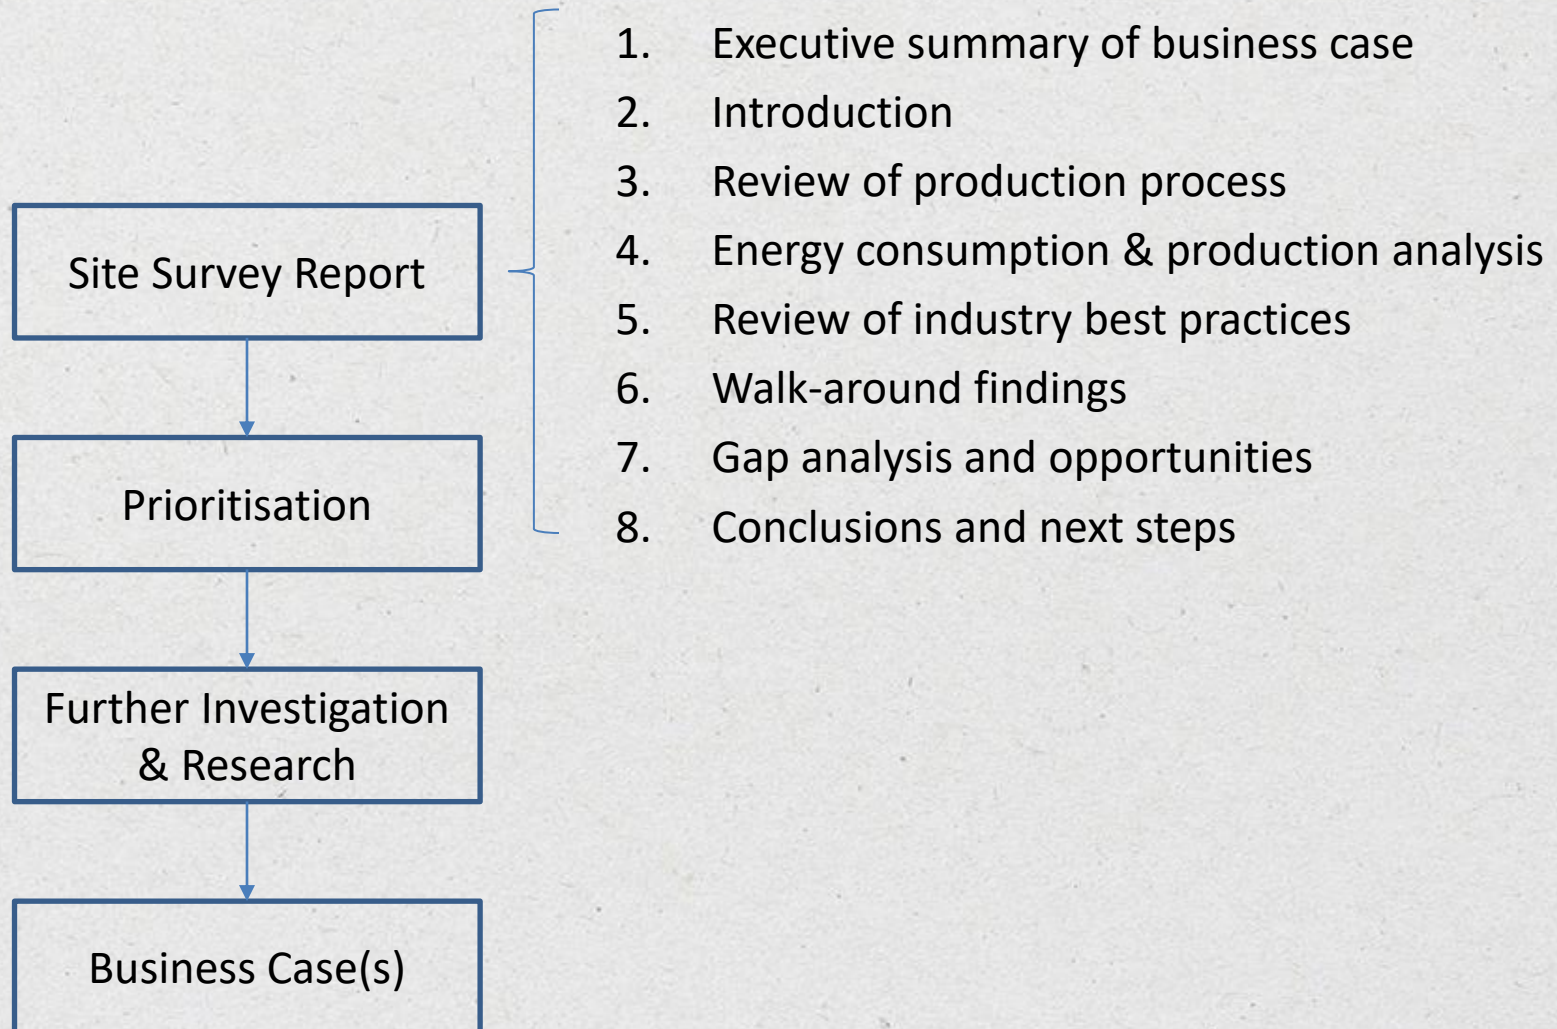 1. Executive summary of business case
2. Introduction
3. Review of production process
4. Energy consumption & production analysis
5. Review of industry best practices
6. Walk-around findings
7. Gap analysis and opportunities
8. Conclusions and next steps
Site Survey Report
Prioritisation
Further Investigation
& Research
Business Case(s)